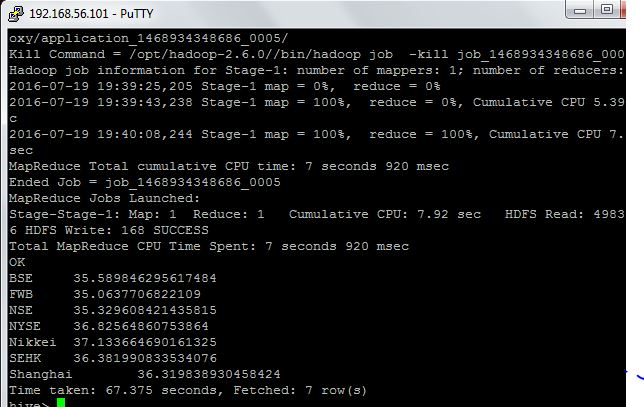 192.168.56.101 - PuTTY
oxy/application_1468934348686_0005/
Kill Command = /opt/hadoop-2.6.0//bin/hadoop job  -kill job_1468934348686_000
Hadoop job information for Stage-1: number of mappers: 1; number of reducers:
2016-07-19 19:39:25,205 Stage-1 map = 0%,  reduce = 0%
2016-07-19 19:39:43,238 Stage-1 map = 100%,  reduce = 0%, Cumulative CPU 5.39
c
2016-07-19 19:40:08,244 Stage-1 map = 100%,  reduce = 100%, Cumulative CPU 7.
sec
MapReduce Total cumulative CPU time: 7 seconds 920 msec
Ended Job = job_1468934348686_0005
MapReduce Jobs Launched:
Stage-Stage-1: Map: 1  Reduce: 1   Cumulative CPU: 7.92 sec   HDFS Read: 4983
6 HDFS Write: 168 SUCCESS
Total MapReduce CPU Time Spent: 7 seconds 920 msec
OK
BSE     35.589846295617484
FWB     35.0637706822109
NSE     35.329608421435815
NYSE    36.82564860753864
Nikkei  37.133664690161325
SEHK    36.381990833534076
Shanghai        36.319838930458424
Time taken: 67.375 seconds, Fetched: 7 row(s)
hive>